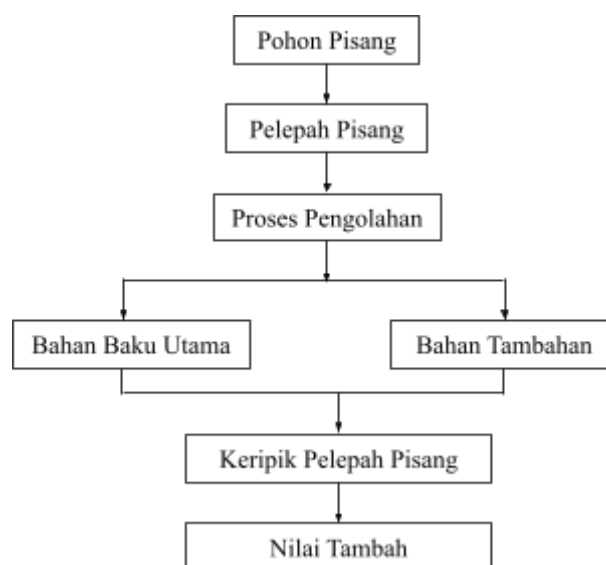 Pohon Pisang
Pelepah Pisang
Proses Pengolahan
Bahan Baku Utama
Bahan Tambahan
Keripik Pelepah Pisang
Nilai Tambah